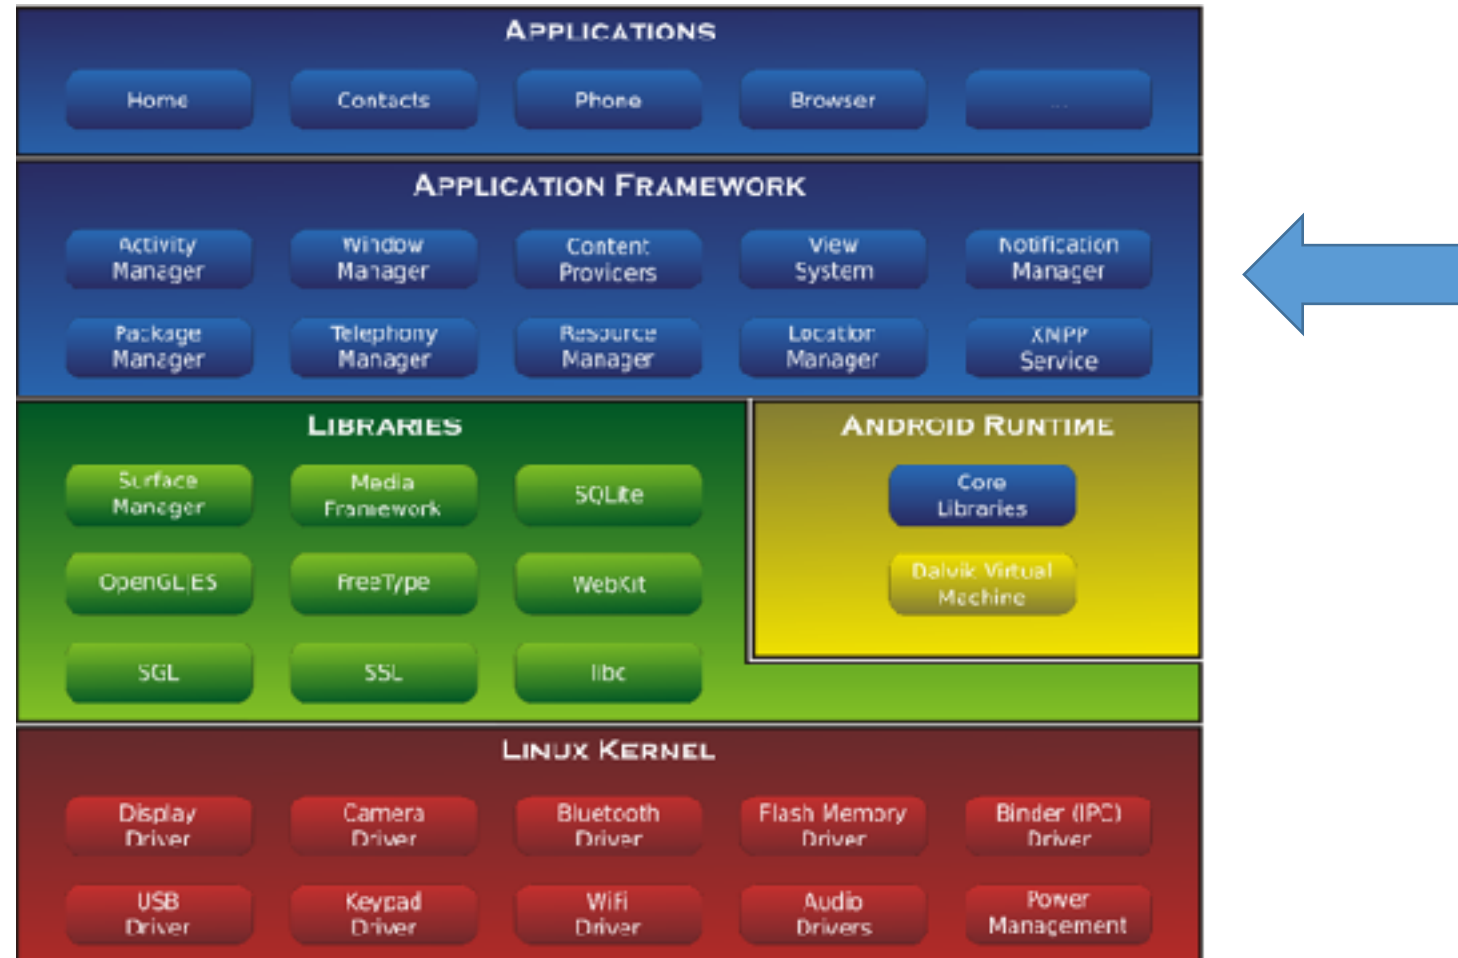 APPLICATIONS
Home
Contacts
Phone
Browser
...
APPLICATION FRAMEWORK
Activity
Manager
Window
Manager
Content
Providers
View
System
Notification
Manager
Package
Manager
Telephony
Manager
Resource
Manager
Location
Manager
XMPP
Service
LIBRARIES
Surface
Manager
Media
Framework
SQLite
OpenGL|ES
FreeType
WebKit
SGL
SSL
libc
ANDROID RUNTIME
Core
Libraries
Dalvik Virtual
Machine
LINUX KERNEL
Display
Driver
Camera
Driver
Bluetooth
Driver
Flash Memory
Driver
Binder (IPC)
Driver
USB
Driver
Keypad
Driver
WiFi
Driver
Audio
Drivers
Power
Management